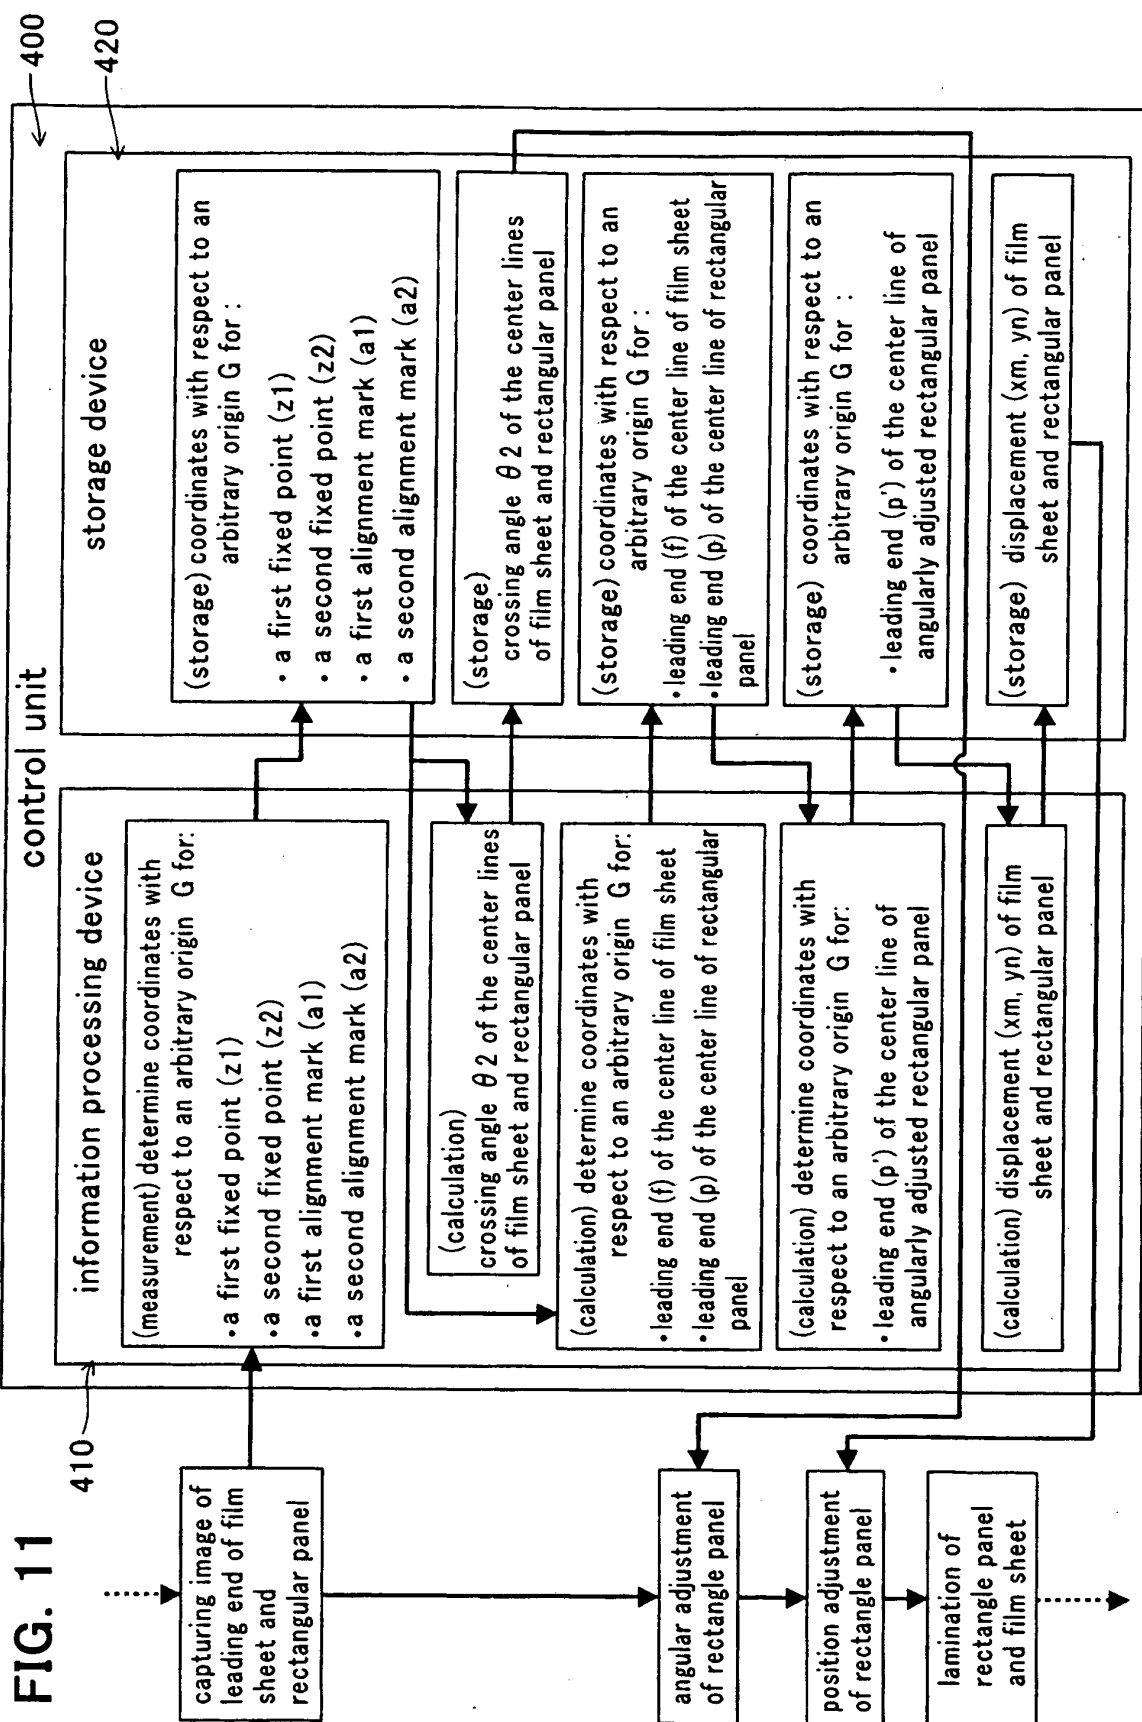 FIG. 11
400
420
410
control unit
information processing device
storage device
capturing image of
leading end of film
sheet and
rectangular panel
(measurement) determine coordinates with
respect to an arbitrary origin G for:
•a first fixed point (z1)
•a second fixed point (z2)
•a first alignment mark (a1)
•a second alignment mark (a2)
(storage) coordinates with respect to an
arbitrary origin G for :
• a first fixed point (z1)
• a second fixed point (z2)
• a first alignment mark (a1)
• a second alignment mark (a2)
(calculation)
crossing angle θ2 of the center lines
of film sheet and rectangular panel
(storage)
crossing angle θ2 of the center lines
of film sheet and rectangular panel
(calculation) determine coordinates with
respect to an arbitrary origin G for:
•leading end (f) of the center line of film sheet
•leading end (p) of the center line of rectangular
panel
(storage) coordinates with respect to an
arbitrary origin G for :
•leading end (f) of the center line of film sheet
•leading end (p) of the center line of rectangular
panel
angular adjustment
of rectangle panel
(calculation) determine coordinates with
respect to an arbitrary origin G for:
•leading end (p') of the center line of
angularly adjusted rectangular panel
(storage) coordinates with respect to an
arbitrary origin G for :
•leading end (p') of the center line of
angularly adjusted rectangular panel
position adjustment
of rectangle panel
(calculation) displacement (xm, yn) of film
sheet and rectangular panel
(storage) displacement (xm, yn) of film
sheet and rectangular panel
lamination of
rectangle panel
and film sheet